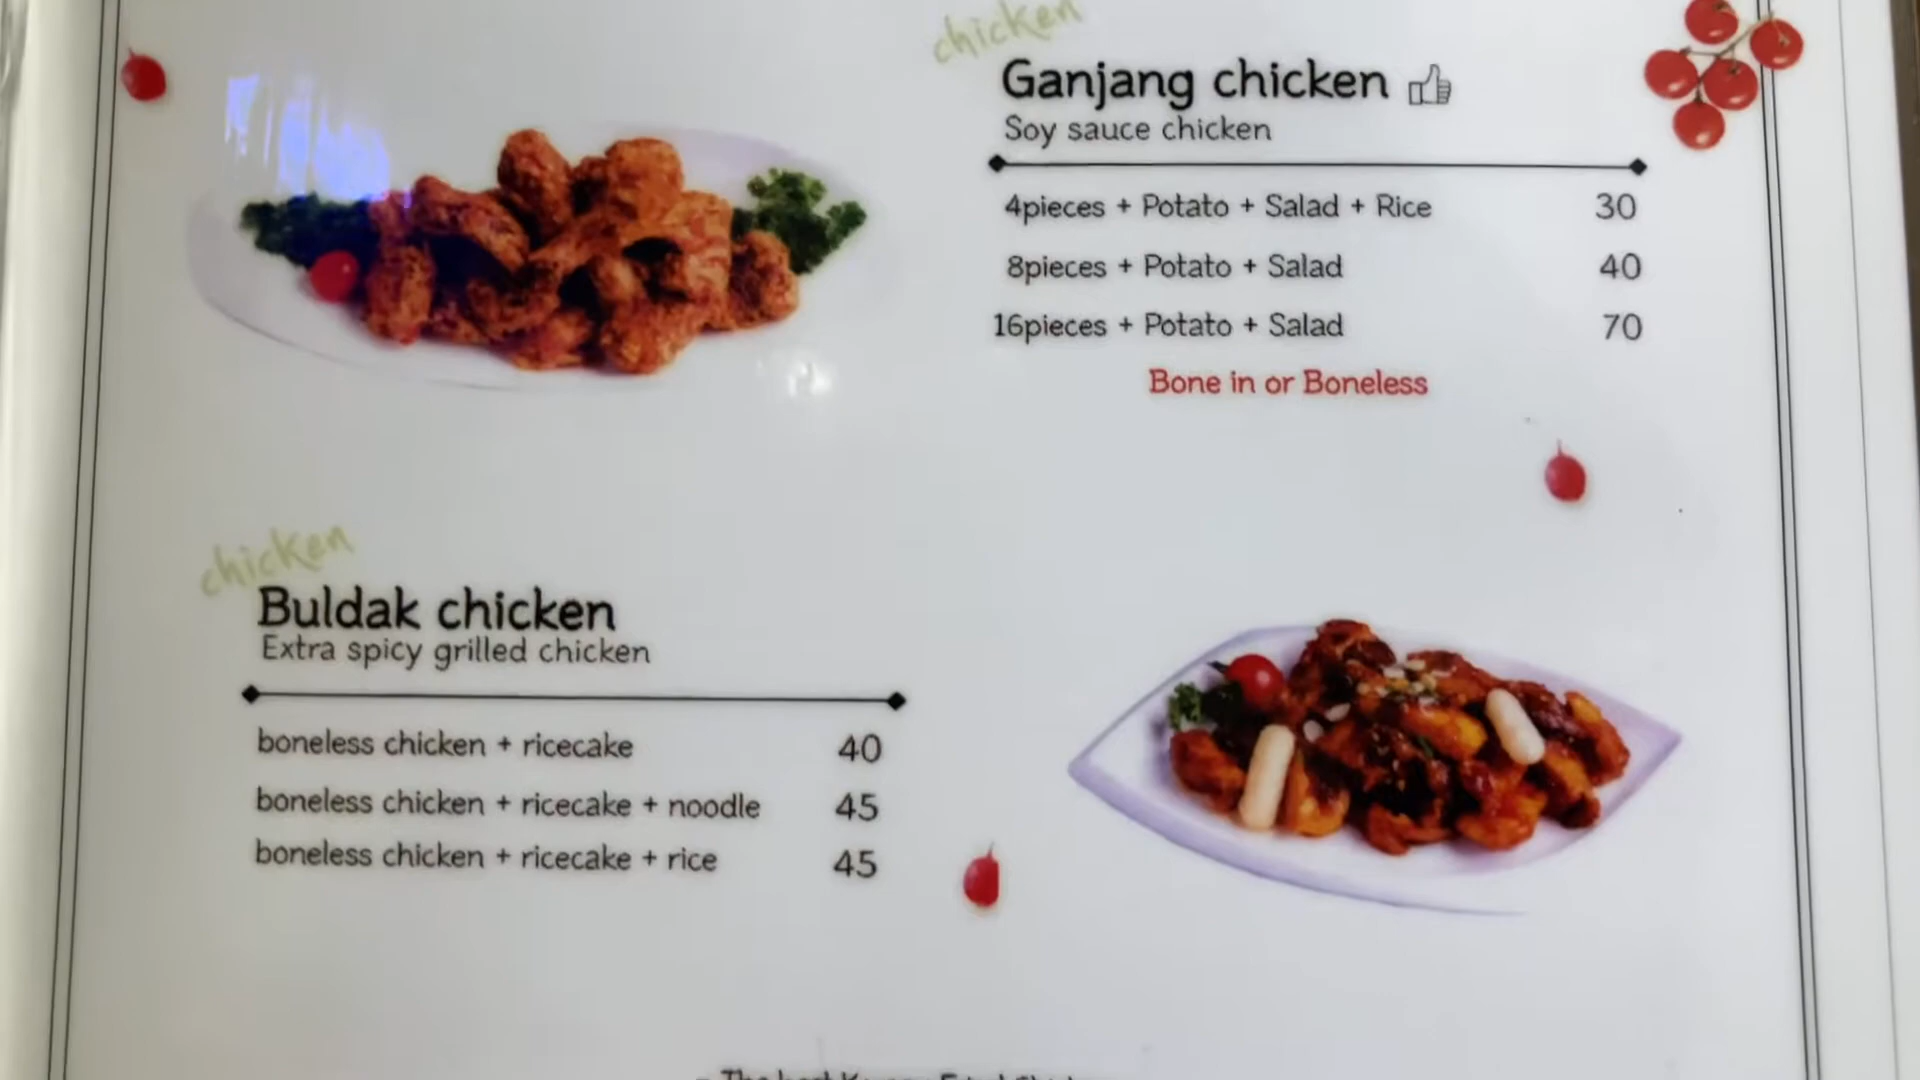 chicken
Ganjang chicken
Soy sauce chicken
4pieces + Potato + Salad + Rice 30
8pieces + Potato + Salad 40
16pieces + Potato + Salad 70
Bone in or Boneless
chicken
Buldak chicken
Extra spicy grilled chicken
boneless chicken + ricecake 40
boneless chicken + ricecake + noodle 45
boneless chicken + ricecake + rice 45
The best